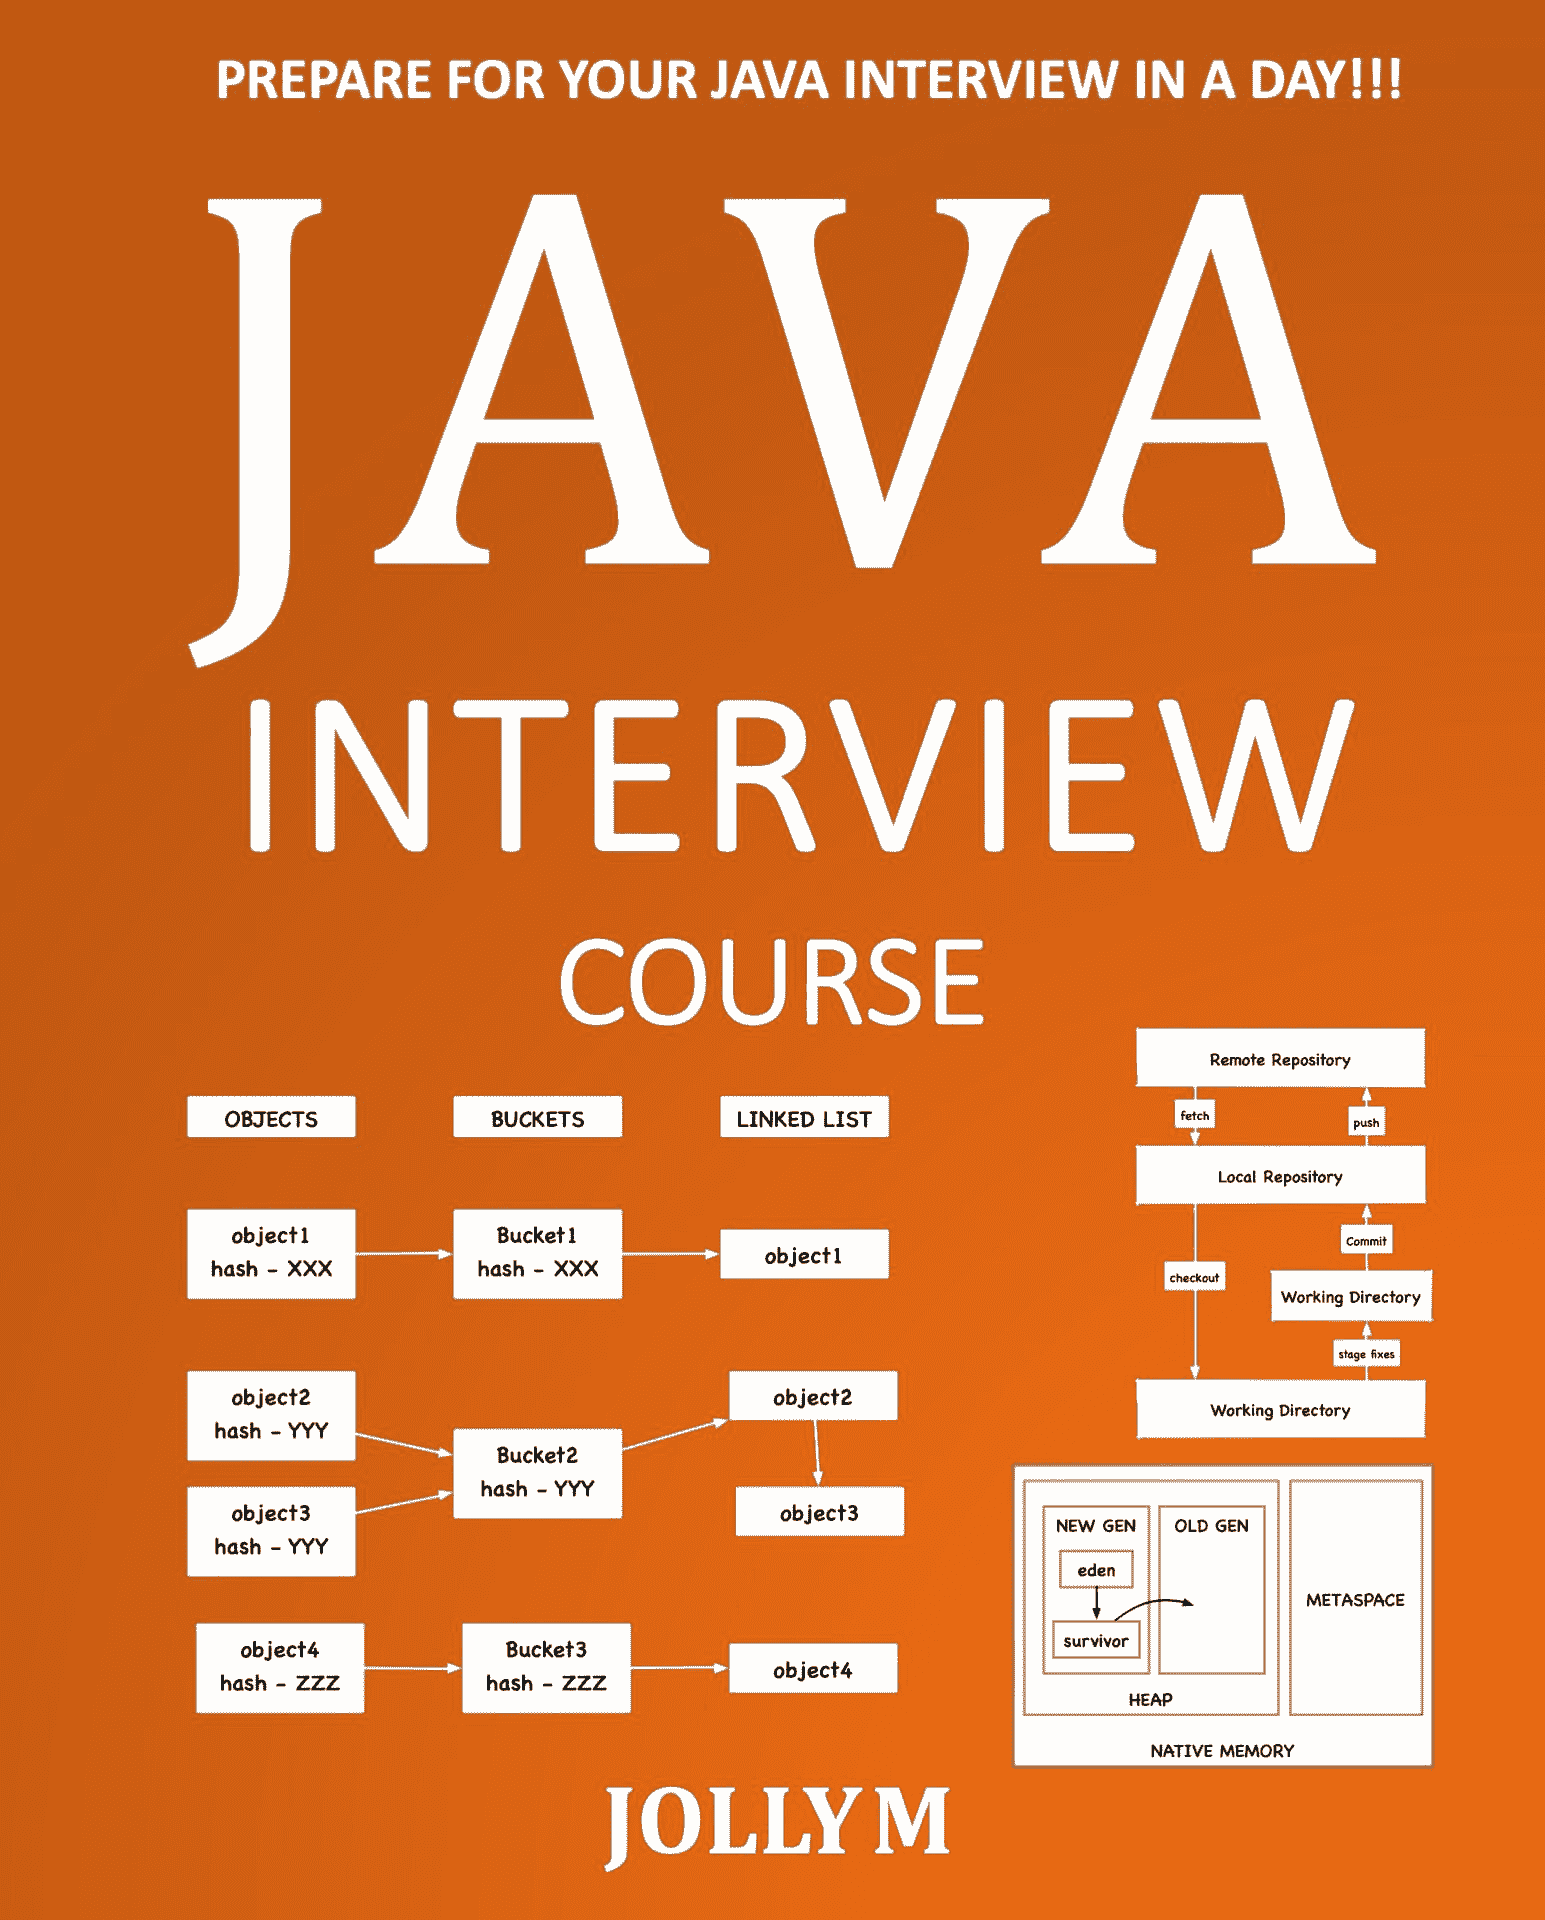 PREPARE FOR YOUR JAVA INTERVIEW IN A DAY!!!
JAVA
INTERVIEW
COURSE
OBJECTS
BUCKETS
LINKED LIST
object1
hash - XXX
Bucket1
hash - XXX
object1
object2
hash - YYY
object3
hash - YYY
Bucket2
hash - YYY
object2
object3
object4
hash - ZZZ
Bucket3
hash - ZZZ
object4
Remote Repository
fetch
push
Local Repository
Commit
checkout
Working Directory
stage fixes
Working Directory
NEW GEN
OLD GEN
eden
survivor
METASPACE
HEAP
NATIVE MEMORY
JOLLY M